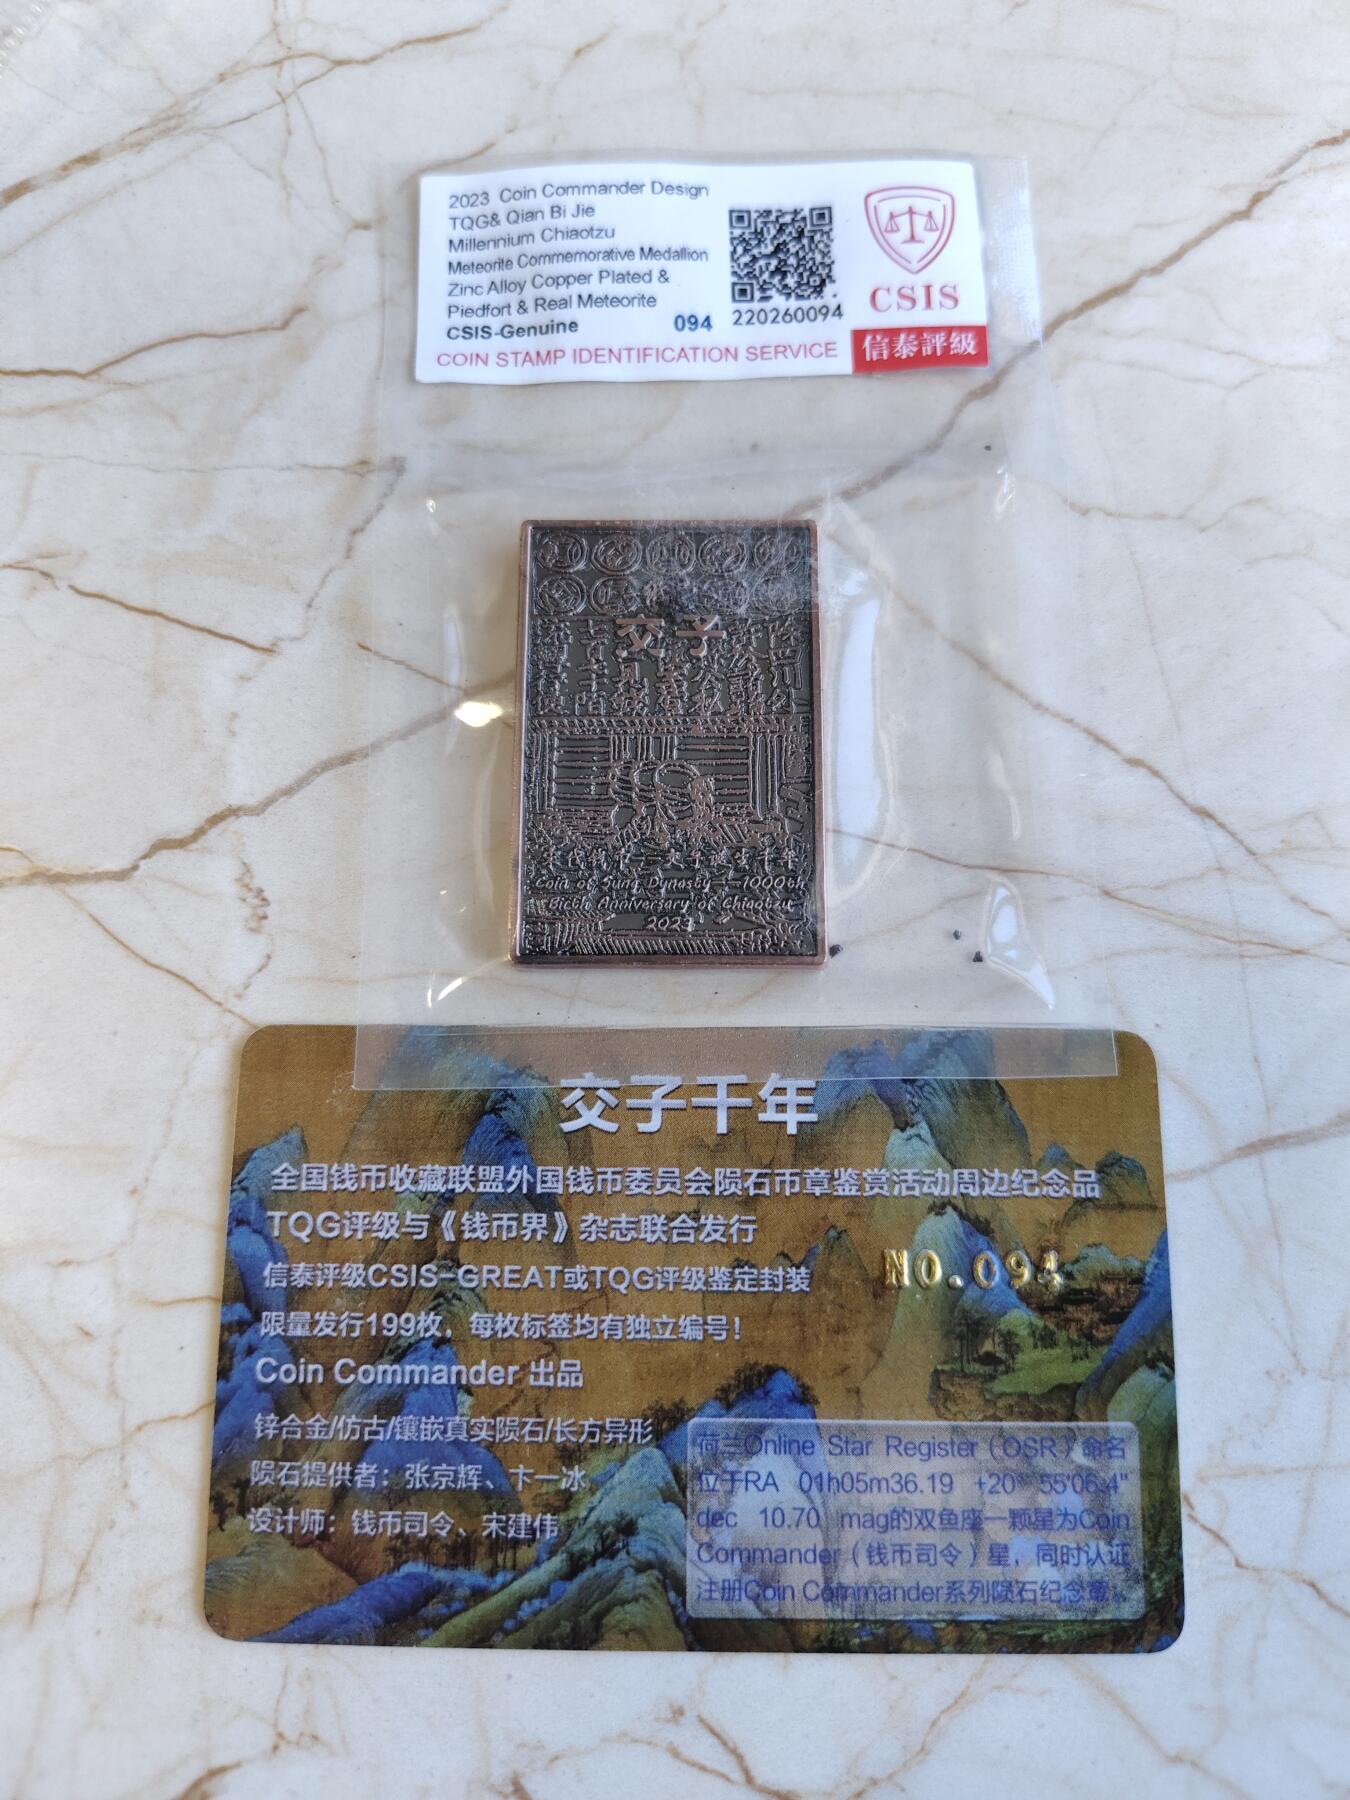 2023 Coin Commander Design
TQG& Qian Bi Jie
Millennium Chiaotzu
Meteorite Commemorative Medallion
Zinc Alloy Copper Plated &
Piedfort & Real Meteorite
CSIS-Genuine 094
220260094
COIN STAMP IDENTIFICATION SERVICE
CSIS
信泰評級
交子
宋代钱币——交子诞生千年
Coin of Sung Dynasty——1000th
Birth Anniversary of Chiaotzu
2023
交子千年
全国钱币收藏联盟外国钱币委员会陨石币章鉴赏活动周边纪念品
TQG评级与《钱币界》杂志联合发行
信泰评级CSIS-GREAT或TQG评级鉴定封装
限量发行199枚，每枚标签均有独立编号！
Coin Commander 出品
NO.094
锌合金/仿古/镶嵌真实陨石/长方异形
陨石提供者：张京辉、卞一冰
设计师：钱币司令、宋建伟
荷兰Online Star Register（OSR）命名
位于RA 01h05m36.19 +20° 55'06.4"
dec 10.70 mag的双鱼座一颗星为Coin
Commander（钱币司令）星，同时认证
注册Coin Commander系列陨石纪念章。